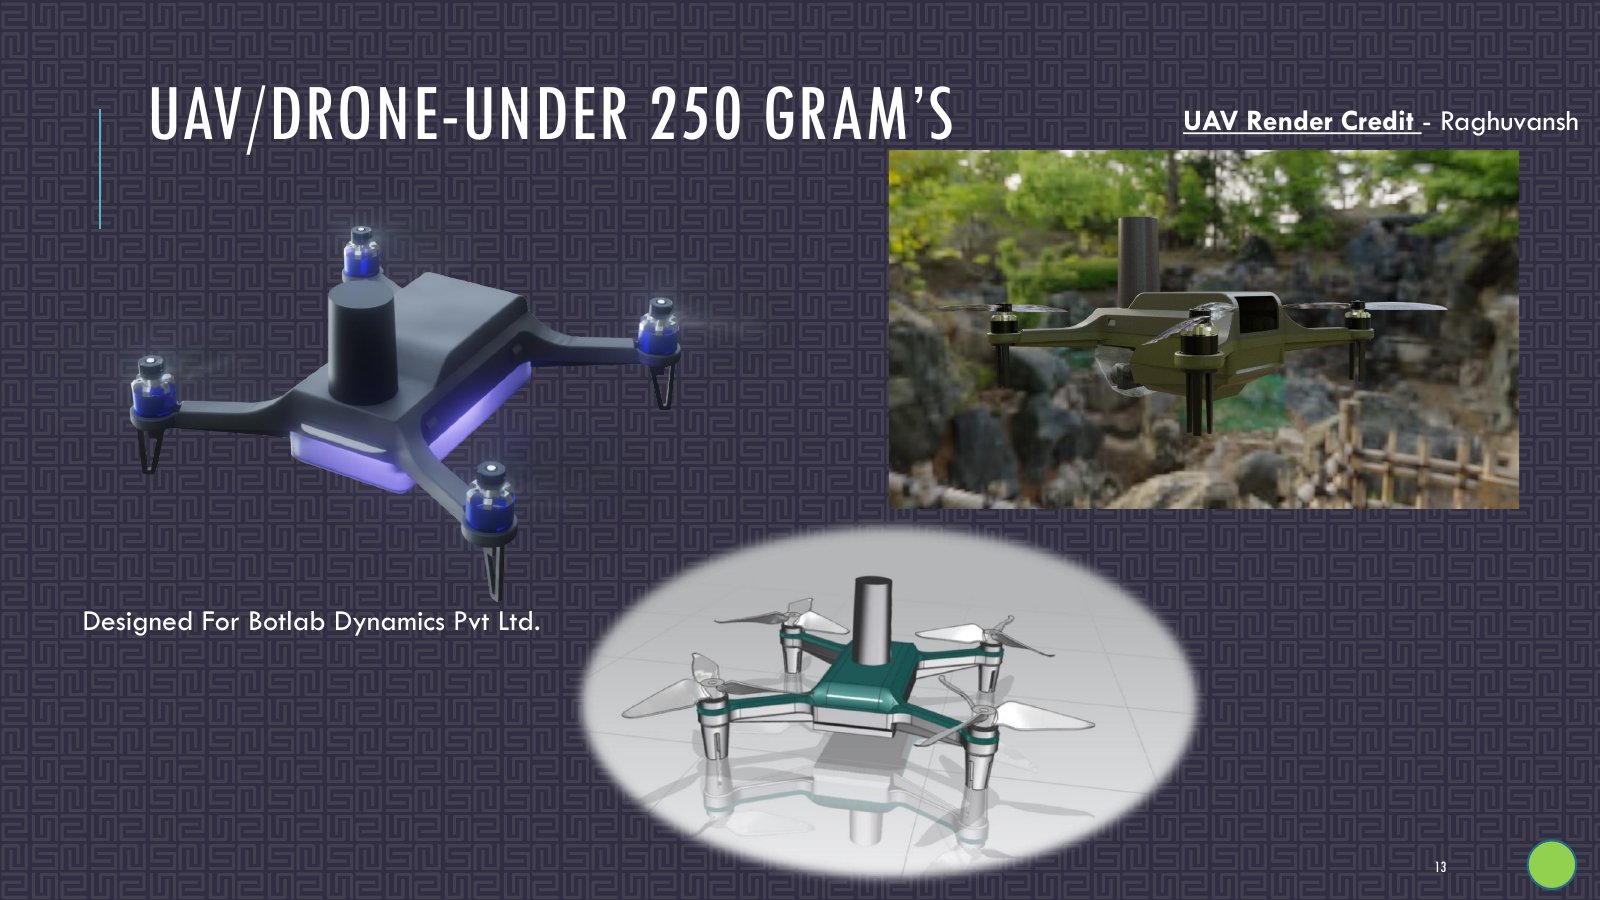 UAV/DRONE-UNDER 250 GRAM’S
UAV Render Credit - Raghuvansh
Designed For Botlab Dynamics Pvt Ltd.
13